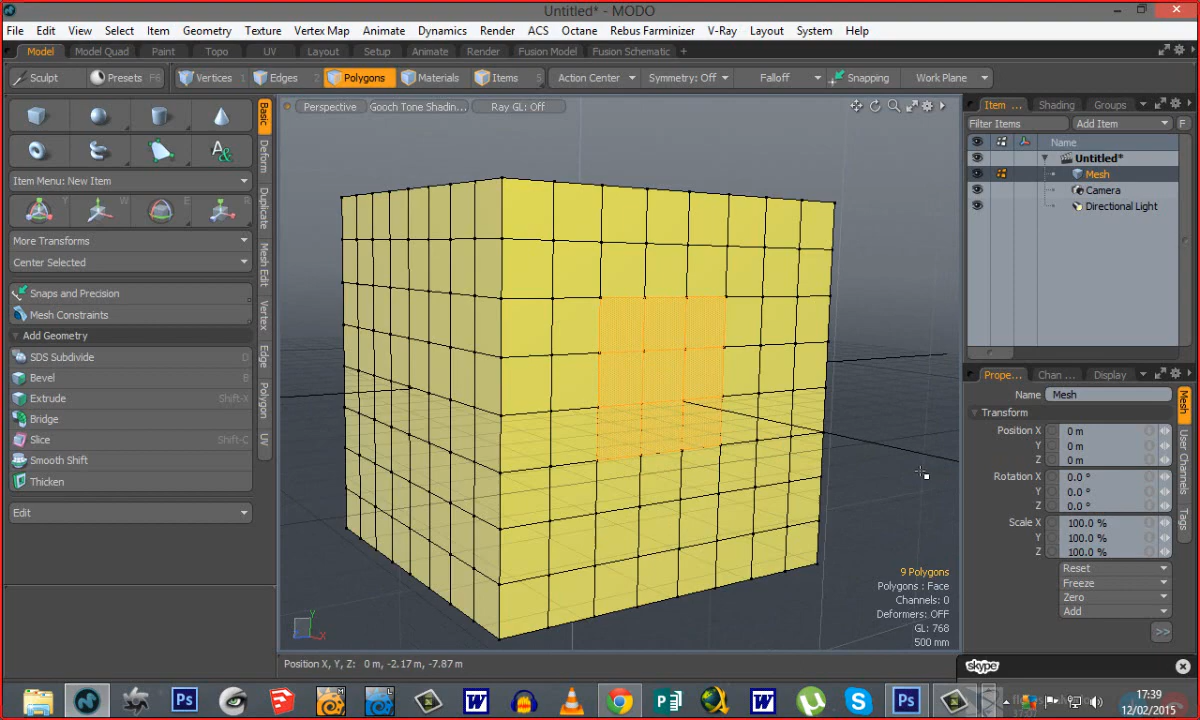 Untitled* - MODO
File Edit View Select Item Geometry Texture Vertex Map Animate Dynamics Render ACS Octane Rebus Farminizer V-Ray Layout System Help
Model Model Quad Paint Topo UV Layout Setup Animate Render Fusion Model Fusion Schematic +
Sculpt Presets F6 Vertices 1 Edges 2 Polygons Materials Items 5 Action Center Symmetry: Off Falloff Snapping Work Plane
Perspective Gooch Tone Shadin... Ray GL: Off
Item ... Shading Groups
Filter Items Add Item F
Name
Untitled*
Mesh
Camera
Directional Light
Basic
Deform
Duplicate
Mesh Edit
Vertex
Edge
Polygon
UV
Item Menu: New Item
Y W E R
More Transforms
Center Selected
Snaps and Precision
Mesh Constraints
Add Geometry
SDS Subdivide D
Bevel B
Extrude Shift-X
Bridge
Slice Shift-C
Smooth Shift
Thicken
Edit
Prope... Chan ... Display
Name Mesh
Transform
Position X 0 m
Y 0 m
Z 0 m
Rotation X 0.0 °
Y 0.0 °
Z 0.0 °
Scale X 100.0 %
Y 100.0 %
Z 100.0 %
Reset
Freeze
Zero
Add
>>
Mesh
User Channels
Tags
9 Polygons
Polygons : Face
Channels: 0
Deformers: OFF
GL: 768
500 mm
Y
X
Position X, Y, Z: 0 m, -2.17 m, -7.87 m
skype
Ps W W Ps
17:39
12/02/2015